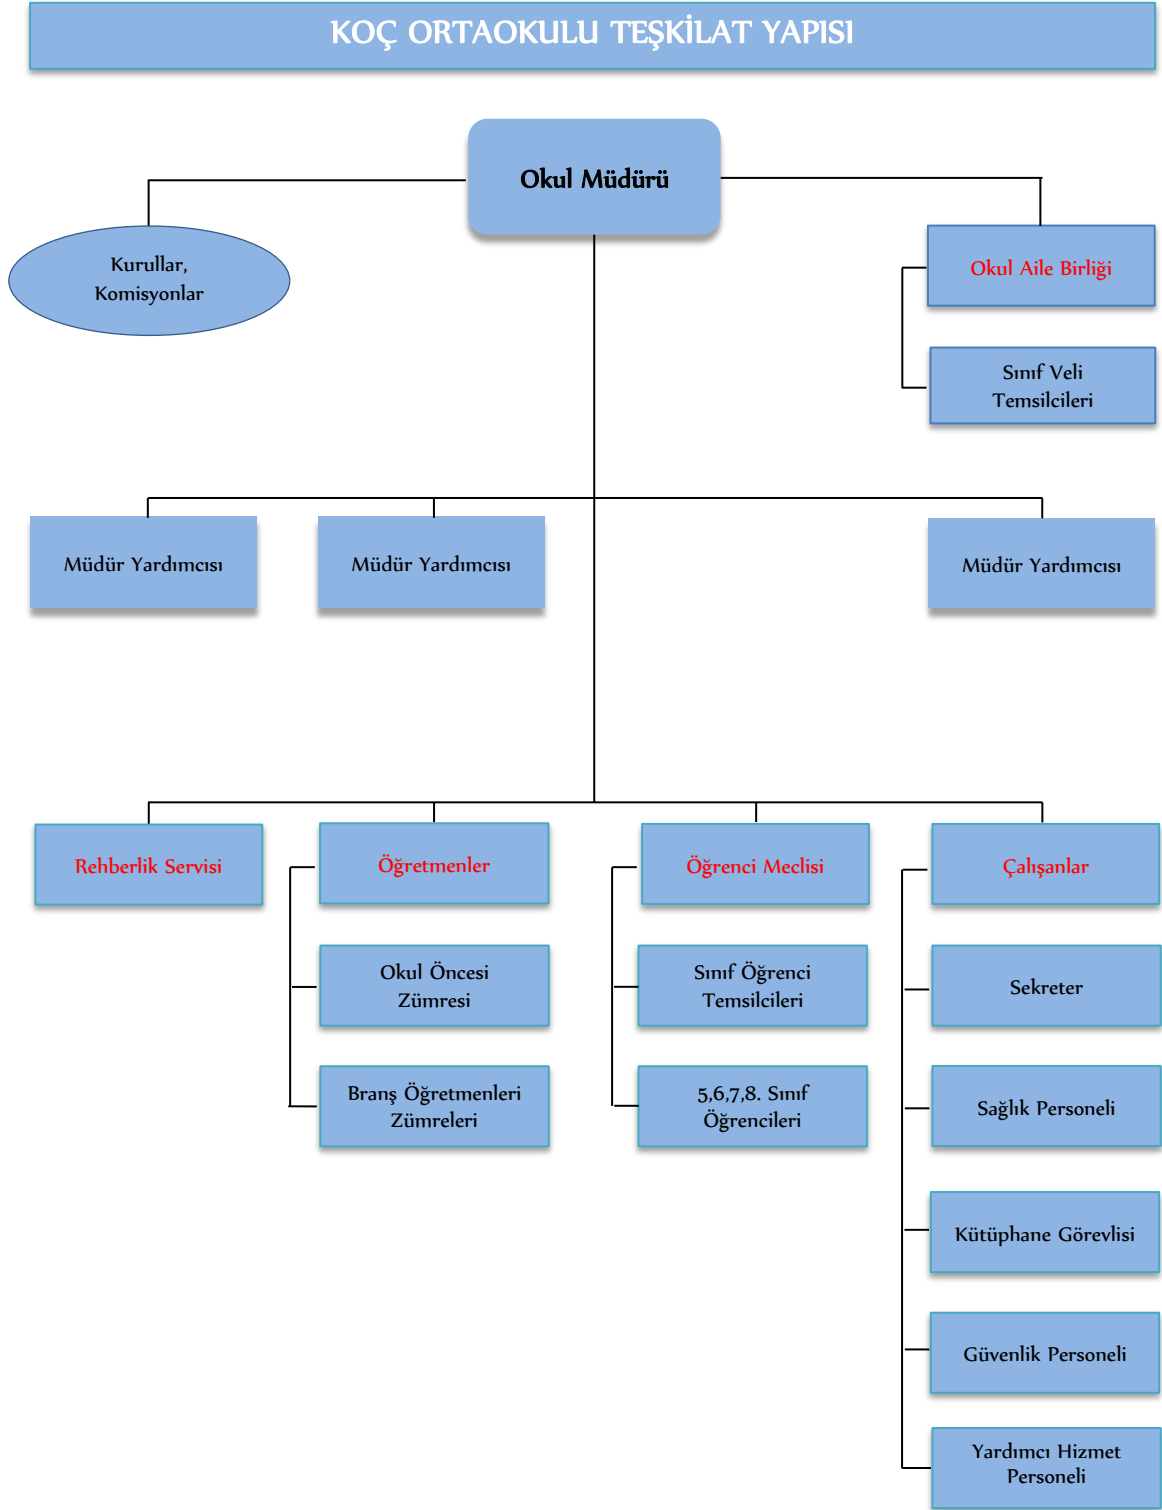 KOÇ ORTAOKULU TEŞKİLAT YAPISI
Okul Müdürü
Kurullar,
Komisyonlar
Okul Aile Birliği
Sınıf Veli
Temsilcileri
Müdür Yardımcısı
Müdür Yardımcısı
Müdür Yardımcısı
Rehberlik Servisi
Öğretmenler
Öğrenci Meclisi
Çalışanlar
Okul Öncesi
Zümresi
Sınıf Öğrenci
Temsilcileri
Sekreter
Branş Öğretmenleri
Zümreleri
5,6,7,8. Sınıf
Öğrencileri
Sağlık Personeli
Kütüphane Görevlisi
Güvenlik Personeli
Yardımcı Hizmet
Personeli